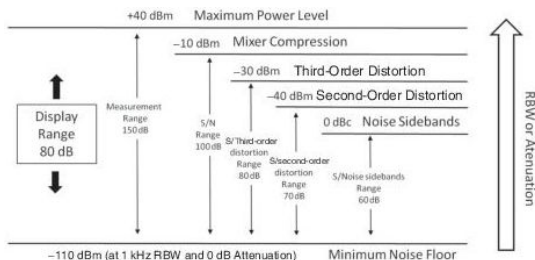 +40 dBm Maximum Power Level
−10 dBm Mixer Compression
−30 dBm Third-Order Distortion
−40 dBm Second-Order Distortion
0 dBc Noise Sidebands
Display
Range
80 dB
Measurement
Range
150 dB
S/N
Range
100 dB
S/Third-order
distortion
Range
80 dB
S/second-order
distortion
Range
70 dB
S/Noise sidebands
Range
60 dB
RBW or Atenuation
−110 dBm (at 1 kHz RBW and 0 dB Attenuation) Minimum Noise Floor